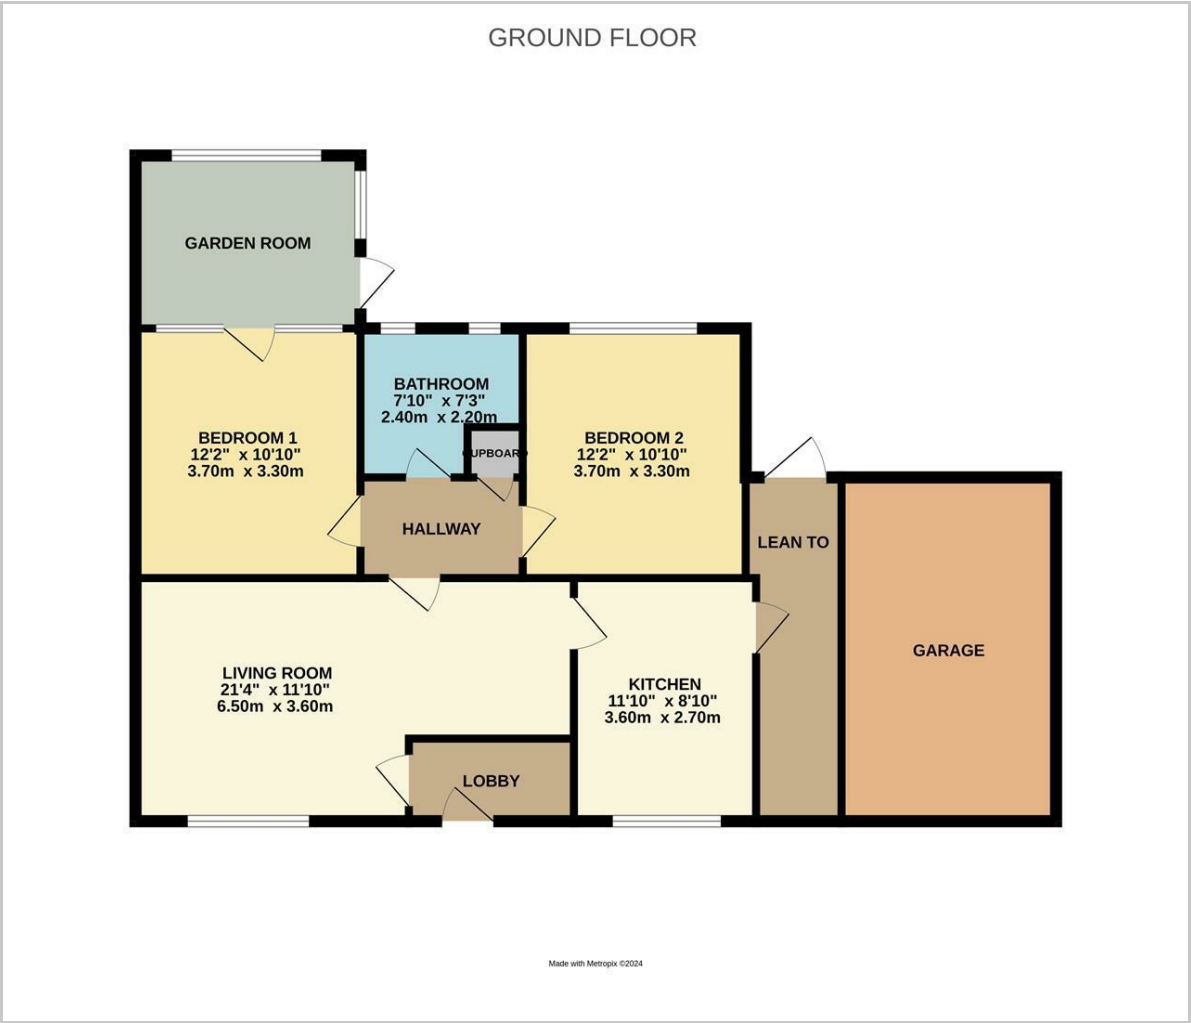 GROUND FLOOR
GARDEN ROOM
BATHROOM
7'10" x 7'3"
2.40m x 2.20m
BEDROOM 1
12'2" x 10'10"
3.70m x 3.30m
BEDROOM 2
12'2" x 10'10"
3.70m x 3.30m
CUPBOARD
HALLWAY
LEAN TO
GARAGE
LIVING ROOM
21'4" x 11'10"
6.50m x 3.60m
KITCHEN
11'10" x 8'10"
3.60m x 2.70m
LOBBY
Made with Metropix ©2024